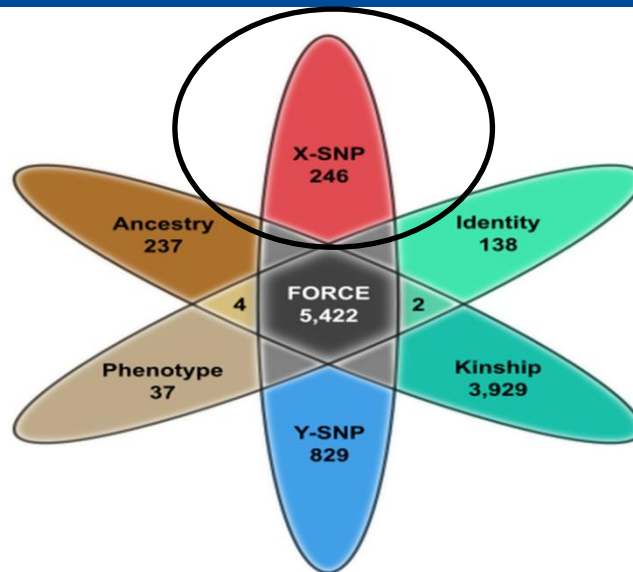 X-SNP
246
Ancestry
237
Identity
138
4
FORCE
5,422
2
Phenotype
37
Kinship
3,929
Y-SNP
829